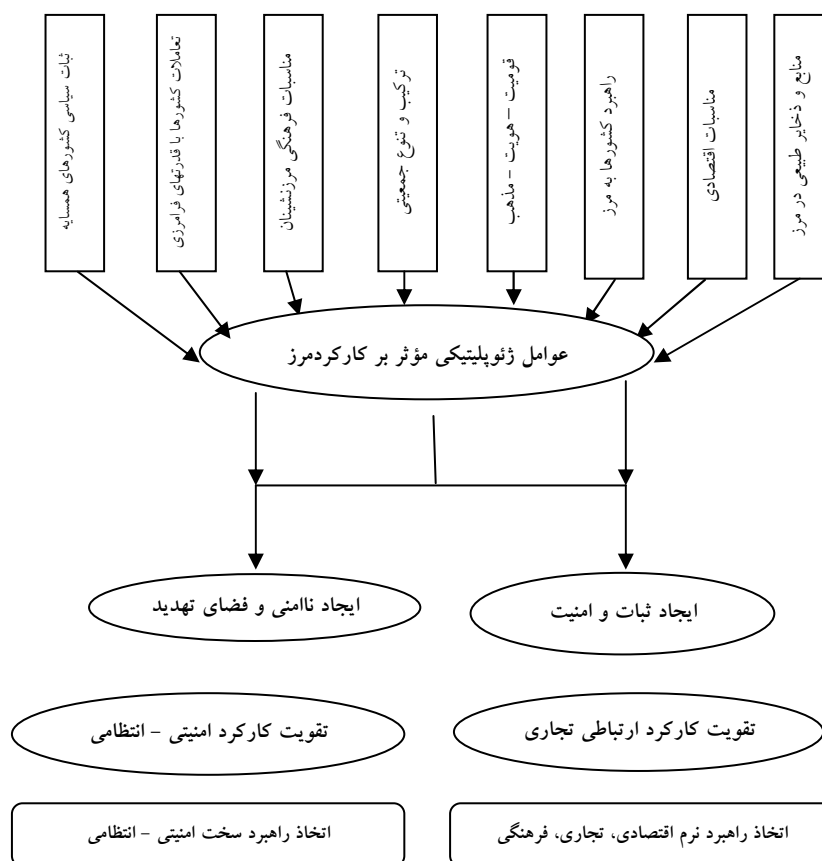 منابع و ذخایر طبیعی در مرز
مناسبات اقتصادی
راهبرد کشورها به مرز
قومیت – هویت - مذهب
ترکیب و تنوع جمعیتی
مناسبات فرهنگی مرزنشینان
تعاملات کشورها با قدرتهای فرامرزی
ثبات سیاسی کشورهای همسایه
عوامل ژئوپلیتیکی مؤثر بر کارکردمرز
ایجاد ثبات و امنیت
ایجاد ناامنی و فضای تهدید
تقویت کارکرد ارتباطی تجاری
تقویت کارکرد امنیتی – انتظامی
اتخاذ راهبرد نرم اقتصادی، تجاری، فرهنگی
اتخاذ راهبرد سخت امنیتی – انتظامی